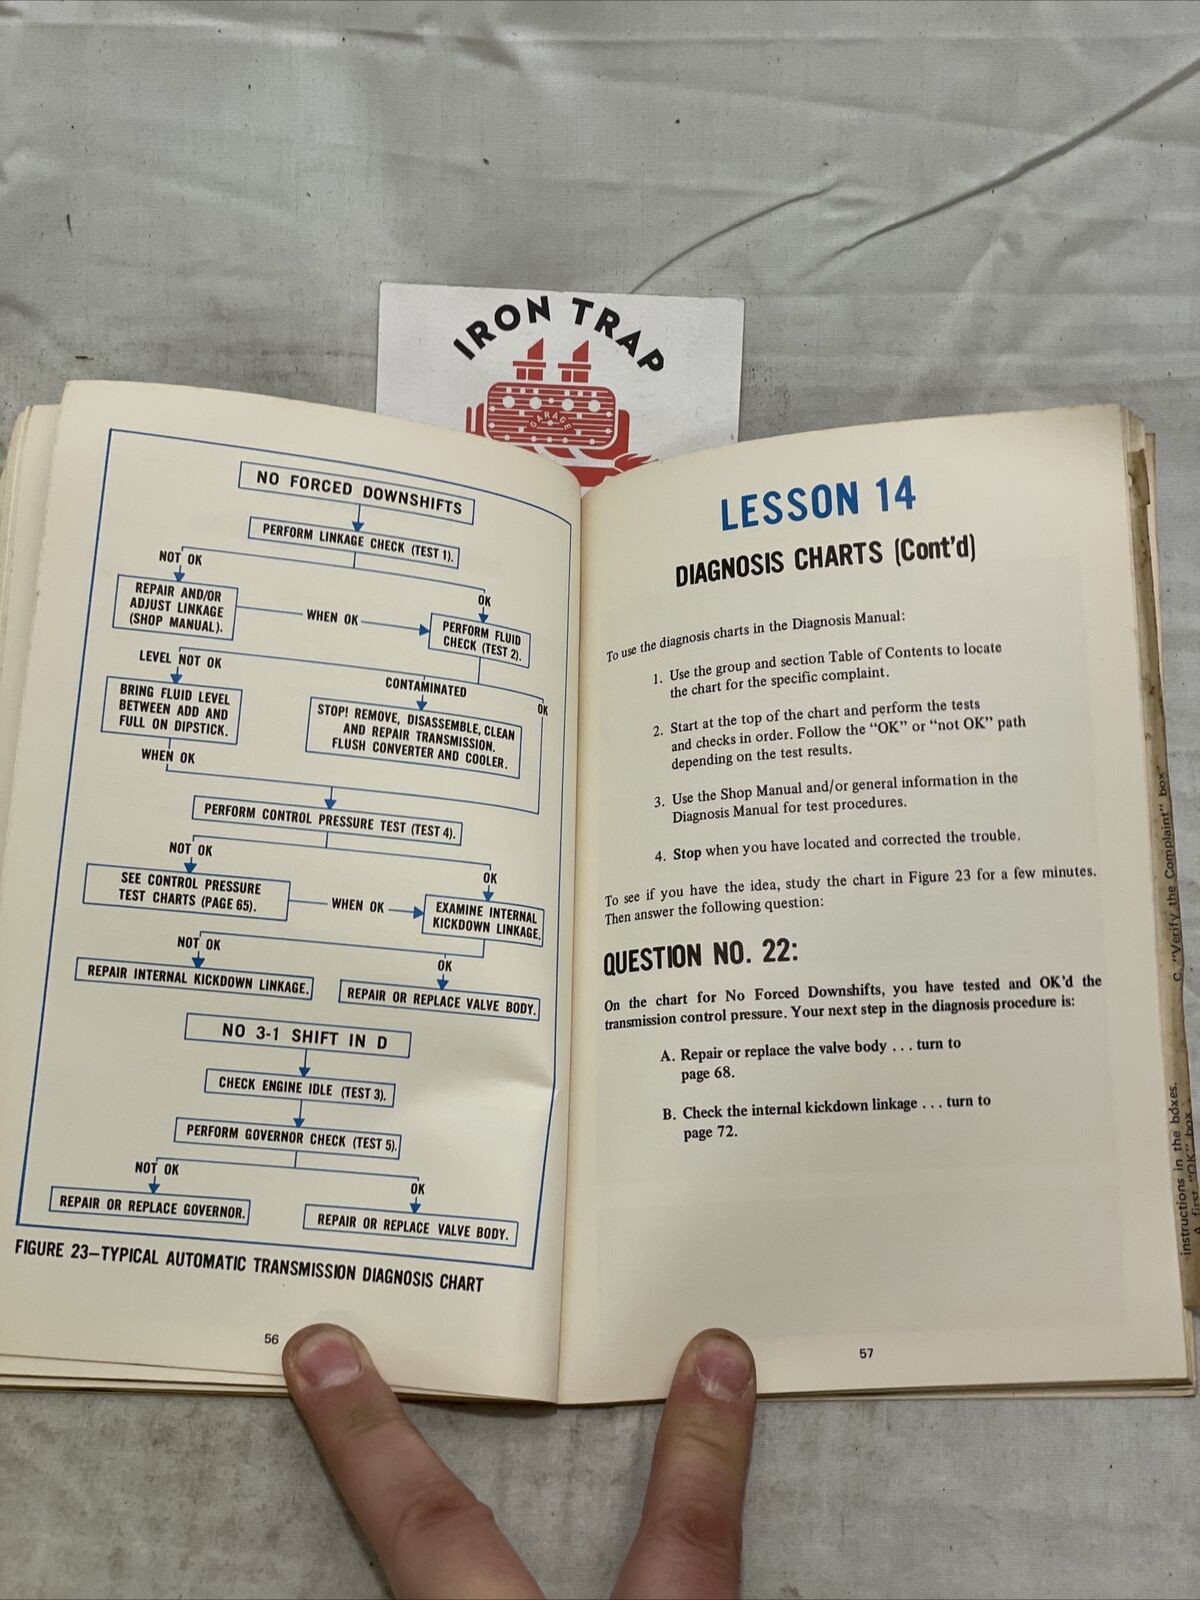 IRON TRAP
GARAGE
NO FORCED DOWNSHIFTS
PERFORM LINKAGE CHECK (TEST 1).
NOT OK
OK
REPAIR AND/OR
ADJUST LINKAGE
(SHOP MANUAL).
WHEN OK
PERFORM FLUID
CHECK (TEST 2).
LEVEL NOT OK
CONTAMINATED
OK
BRING FLUID LEVEL
BETWEEN ADD AND
FULL ON DIPSTICK.
STOP! REMOVE, DISASSEMBLE, CLEAN
AND REPAIR TRANSMISSION.
FLUSH CONVERTER AND COOLER.
WHEN OK
PERFORM CONTROL PRESSURE TEST (TEST 4).
NOT OK
OK
SEE CONTROL PRESSURE
TEST CHARTS (PAGE 65).
WHEN OK
EXAMINE INTERNAL
KICKDOWN LINKAGE.
NOT OK
OK
REPAIR INTERNAL KICKDOWN LINKAGE.
REPAIR OR REPLACE VALVE BODY.
NO 3-1 SHIFT IN D
CHECK ENGINE IDLE (TEST 3).
PERFORM GOVERNOR CHECK (TEST 5).
NOT OK
OK
REPAIR OR REPLACE GOVERNOR.
REPAIR OR REPLACE VALVE BODY.
FIGURE 23—TYPICAL AUTOMATIC TRANSMISSION DIAGNOSIS CHART
56
LESSON 14
DIAGNOSIS CHARTS (Cont'd)
To use the diagnosis charts in the Diagnosis Manual:
1. Use the group and section Table of Contents to locate
the chart for the specific complaint.
2. Start at the top of the chart and perform the tests
and checks in order. Follow the "OK" or "not OK" path
depending on the test results.
3. Use the Shop Manual and/or general information in the
Diagnosis Manual for test procedures.
4. Stop when you have located and corrected the trouble.
To see if you have the idea, study the chart in Figure 23 for a few minutes.
Then answer the following question:
QUESTION NO. 22:
On the chart for No Forced Downshifts, you have tested and OK'd the
transmission control pressure. Your next step in the diagnosis procedure is:
A. Repair or replace the valve body . . . turn to
page 68.
B. Check the internal kickdown linkage . . . turn to
page 72.
57
instructions in the boxes.
A first "OK" box
c. "Verify the Complaint" box